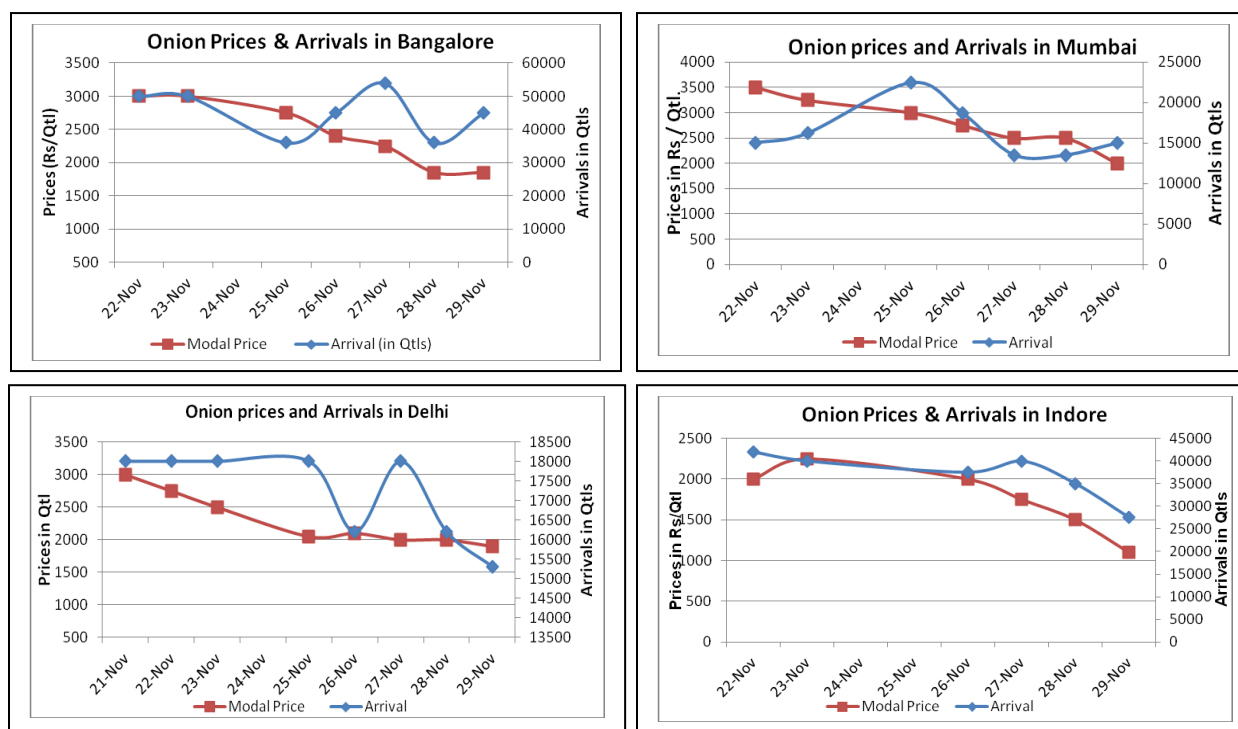 Onion Prices & Arrivals in Bangalore
Prices (Rs/Qtl)
3500
3000
2500
2000
1500
1000
500
60000
50000
40000
30000
20000
10000
0
Arrivals in Qtls
22-Nov
23-Nov
24-Nov
25-Nov
26-Nov
27-Nov
28-Nov
29-Nov
Modal Price
Arrival (in Qtls)
Onion prices and Arrivals in Mumbai
Prices in Rs / Qtl.
4000
3500
3000
2500
2000
1500
1000
500
0
25000
20000
15000
10000
5000
0
Arrivals in Qtls
22-Nov
23-Nov
24-Nov
25-Nov
26-Nov
27-Nov
28-Nov
29-Nov
Modal Price
Arrival
Onion prices and Arrivals in Delhi
Prices in Qtl
3500
3000
2500
2000
1500
1000
500
18500
18000
17500
17000
16500
16000
15500
15000
14500
14000
13500
Arrivals in Qtls
21-Nov
22-Nov
23-Nov
24-Nov
25-Nov
26-Nov
27-Nov
28-Nov
29-Nov
Modal Price
Arrival
Onion Prices & Arrivals in Indore
Prices in Rs/Qtl
2500
2000
1500
1000
500
0
45000
40000
35000
30000
25000
20000
15000
10000
5000
0
Arrivals in Qtls
22-Nov
23-Nov
24-Nov
25-Nov
26-Nov
27-Nov
28-Nov
29-Nov
Modal Price
Arrival